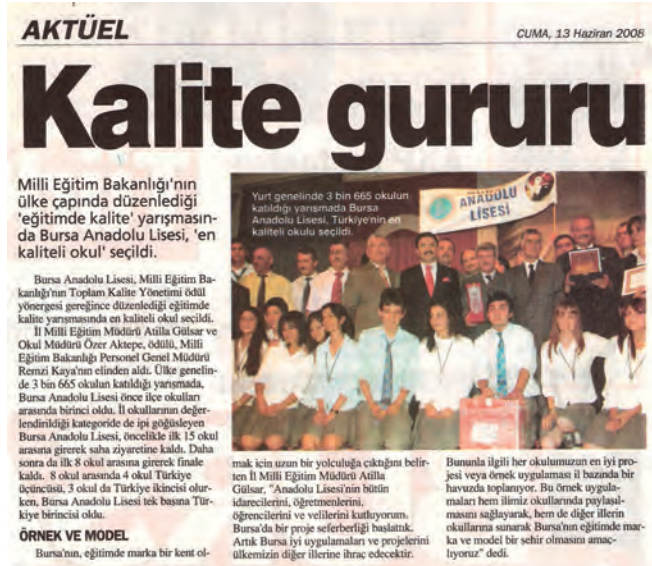 AKTÜEL
CUMA, 13 Haziran 2008
Kalite gururu
Milli Eğitim Bakanlığı'nın
ülke çapında düzenlediği
'eğitimde kalite' yarışmasın-
da Bursa Anadolu Lisesi, 'en
kaliteli okul' seçildi.
Yurt genelinde 3 bin 665 okulun
katıldığı yarışmada Bursa
Anadolu Lisesi, Türkiye'nin en
kaliteli okulu seçildi.
ANADOLU
LİSESİ
Bursa Anadolu Lisesi, Milli Eğitim Ba-
kanlığı'nın Toplam Kalite Yönetimi ödül
yönergesi gereğince düzenlediği eğitimde
kalite yarışmasında en kaliteli okul seçildi.
İl Milli Eğitim Müdürü Atilla Gülsar ve
Okul Müdürü Özer Aktepe, ödülü, Milli
Eğitim Bakanlığı Personel Genel Müdürü
Remzi Kaya'nın elinden aldı. Ülke genelin-
de 3 bin 665 okulun katıldığı yarışmada,
Bursa Anadolu Lisesi önce ilçe okulları
arasında birinci oldu. İl okullarının değer-
lendirildiği kategoride de ipi göğüsleyen
Bursa Anadolu Lisesi, öncelikle ilk 15 okul
arasına girerek saha ziyaretine kaldı. Daha
sonra da ilk 8 okul arasına girerek finale
kaldı. 8 okul arasında 4 okul Türkiye
üçüncüsü, 3 okul da Türkiye ikincisi olur-
ken, Bursa Anadolu Lisesi tek başına Tür-
kiye birincisi oldu.
ÖRNEK VE MODEL
Bursa'nın, eğitimde marka bir kent ol-
mak için uzun bir yolculuğa çıktığını belir-
ten İl Milli Eğitim Müdürü Atilla
Gülsar, "Anadolu Lisesi'nin bütün
idarecilerini, öğretmenlerini,
öğrencilerini ve velilerini kutluyorum.
Bursa'da bir proje seferberliği başlattık.
Artık Bursa iyi uygulamaları ve projelerini
ülkemizin diğer illerine ihraç edecektir.
Bununla ilgili her okulumuzun en iyi pro-
jesi veya örnek uygulaması il bazında bir
havuzda toplanıyor. Bu örnek uygula-
maları hem ilimiz okullarında paylaşıl-
masını sağlayarak, hem de diğer illerin
okullarına sunarak Bursa'nın eğitimde mar-
ka ve model bir şehir olmasını amaç-
lıyoruz" dedi.